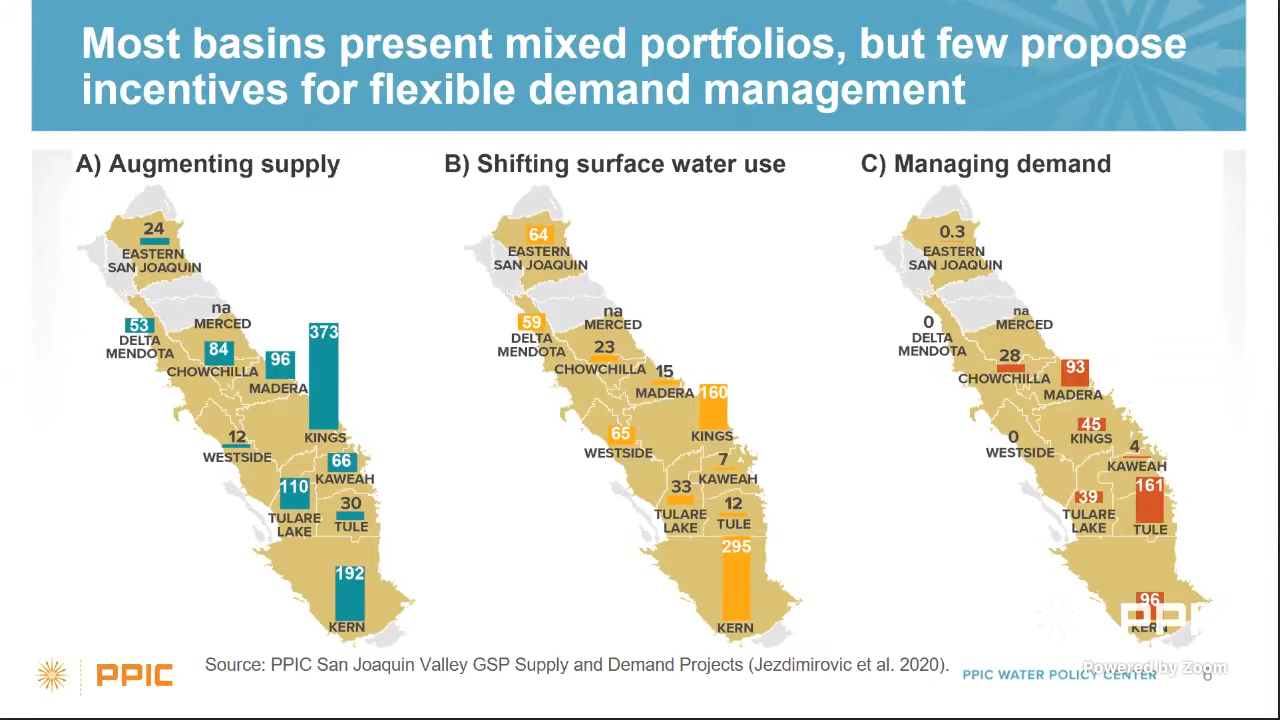 Most basins present mixed portfolios, but few propose
incentives for flexible demand management
A) Augmenting supply
24
EASTERN
SAN JOAQUIN
na
MERCED
53
DELTA
MENDOTA
84
CHOWCHILLA
96
MADERA
373
KINGS
12
WESTSIDE
66
KAWEAH
110
TULARE
LAKE
30
TULE
192
KERN
B) Shifting surface water use
64
EASTERN
SAN JOAQUIN
na
MERCED
59
DELTA
MENDOTA
23
CHOWCHILLA
15
MADERA
160
KINGS
65
WESTSIDE
7
KAWEAH
33
TULARE
LAKE
12
TULE
295
KERN
C) Managing demand
0.3
EASTERN
SAN JOAQUIN
na
MERCED
0
DELTA
MENDOTA
28
CHOWCHILLA
93
MADERA
45
KINGS
0
WESTSIDE
4
KAWEAH
39
TULARE
LAKE
161
TULE
96
KERN
PPIC
Source: PPIC San Joaquin Valley GSP Supply and Demand Projects (Jezdimirovic et al. 2020).
PPIC
PPIC WATER POLICY CENTER
Powered by Zoom
6